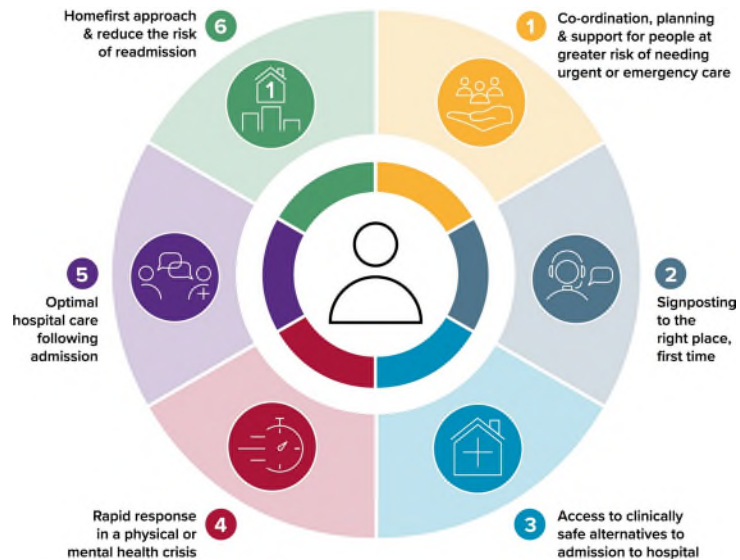 1
Co-ordination, planning
& support for people at
greater risk of needing
urgent or emergency care
2
Signposting
to the
right place,
first time
3
Access to clinically
safe alternatives to
admission to hospital
4
Rapid response
in a physical or
mental health crisis
5
Optimal
hospital care
following
admission
6
Homefirst approach
& reduce the risk
of readmission
1